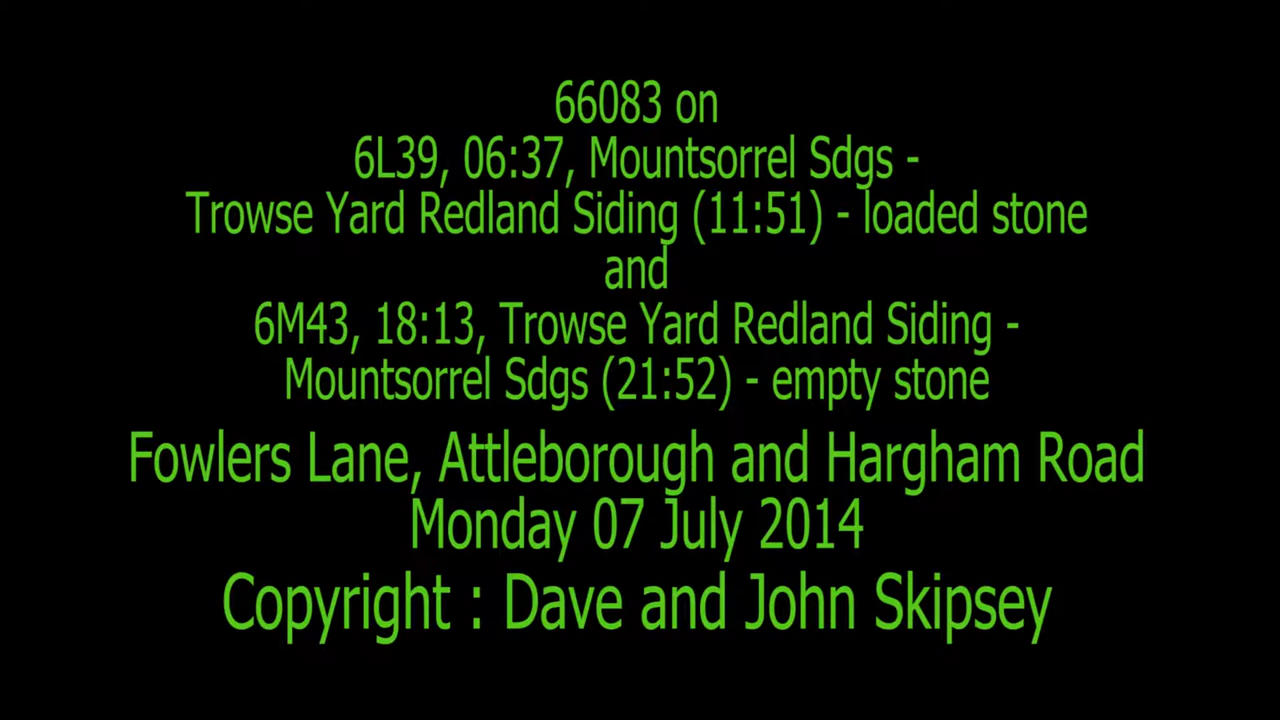 66083 on
6L39, 06:37, Mountsorrel Sdgs -
Trowse Yard Redland Siding (11:51) - loaded stone
and
6M43, 18:13, Trowse Yard Redland Siding -
Mountsorrel Sdgs (21:52) - empty stone
Fowlers Lane, Attleborough and Hargham Road
Monday 07 July 2014
Copyright : Dave and John Skipsey